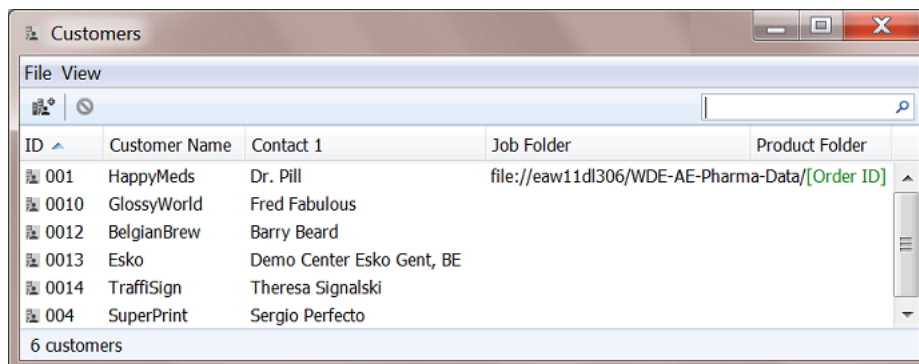 Customers
File View
ID Customer Name Contact 1 Job Folder Product Folder
001 HappyMeds Dr. Pill file://eaw11dl306/WDE-AE-Pharma-Data/[Order ID]
0010 GlossyWorld Fred Fabulous
0012 BelgianBrew Barry Beard
0013 Esko Demo Center Esko Gent, BE
0014 TraffiSign Theresa Signalski
004 SuperPrint Sergio Perfecto
6 customers